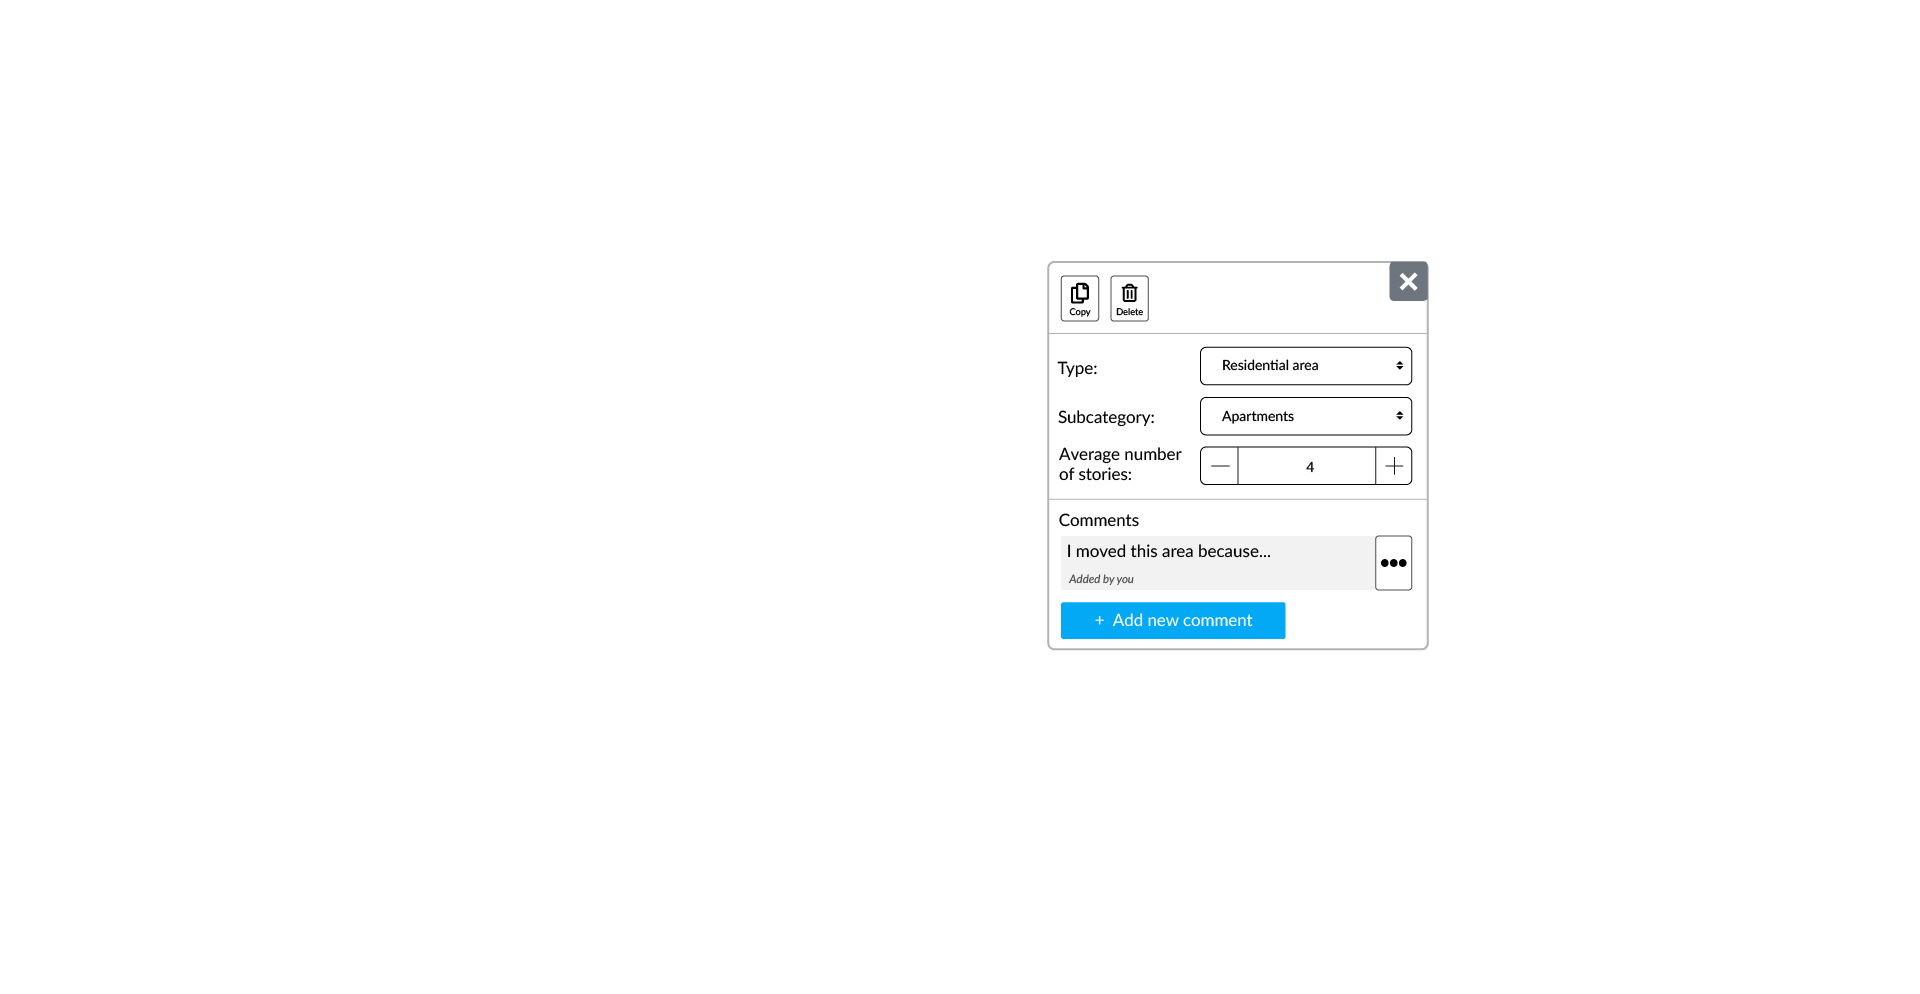 Copy
Delete
Type:
Residential area
Subcategory:
Apartments
Average number
of stories:
4
Comments
I moved this area because...
Added by you
+ Add new comment